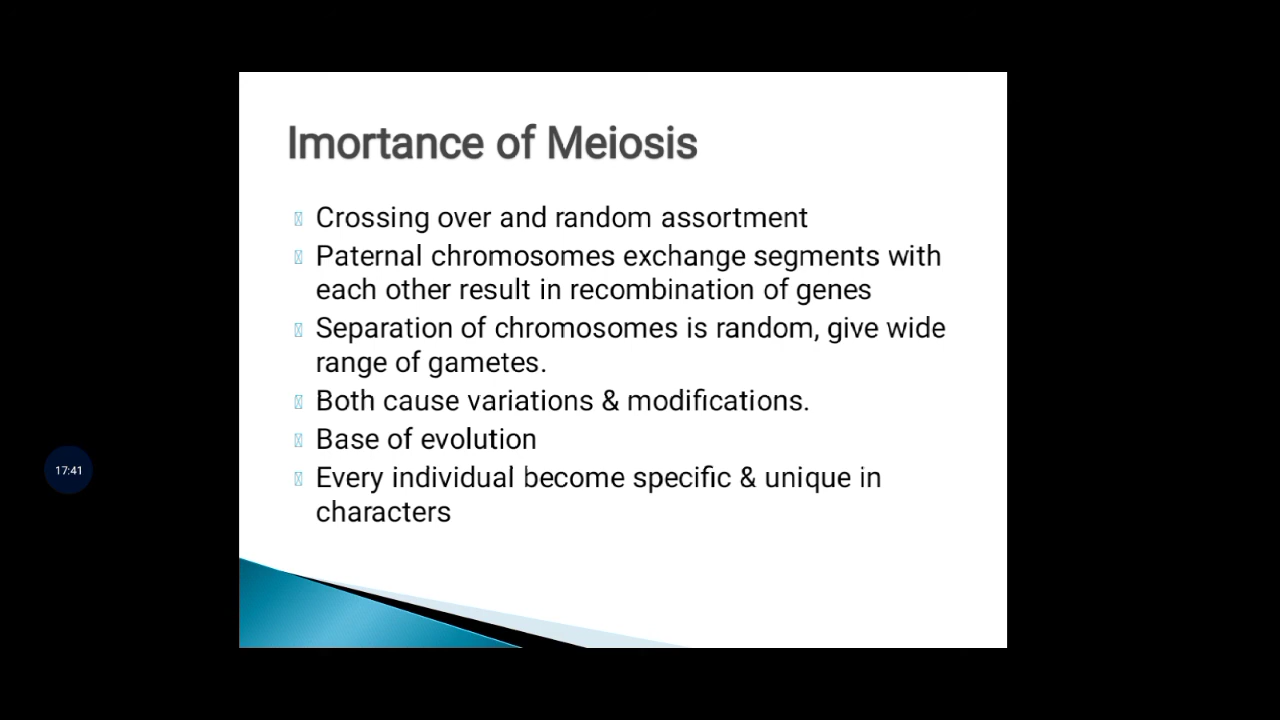 Imortance of Meiosis
Crossing over and random assortment
Paternal chromosomes exchange segments with
each other result in recombination of genes
Separation of chromosomes is random, give wide
range of gametes.
Both cause variations & modifications.
Base of evolution
Every individual become specific & unique in
characters
17:41